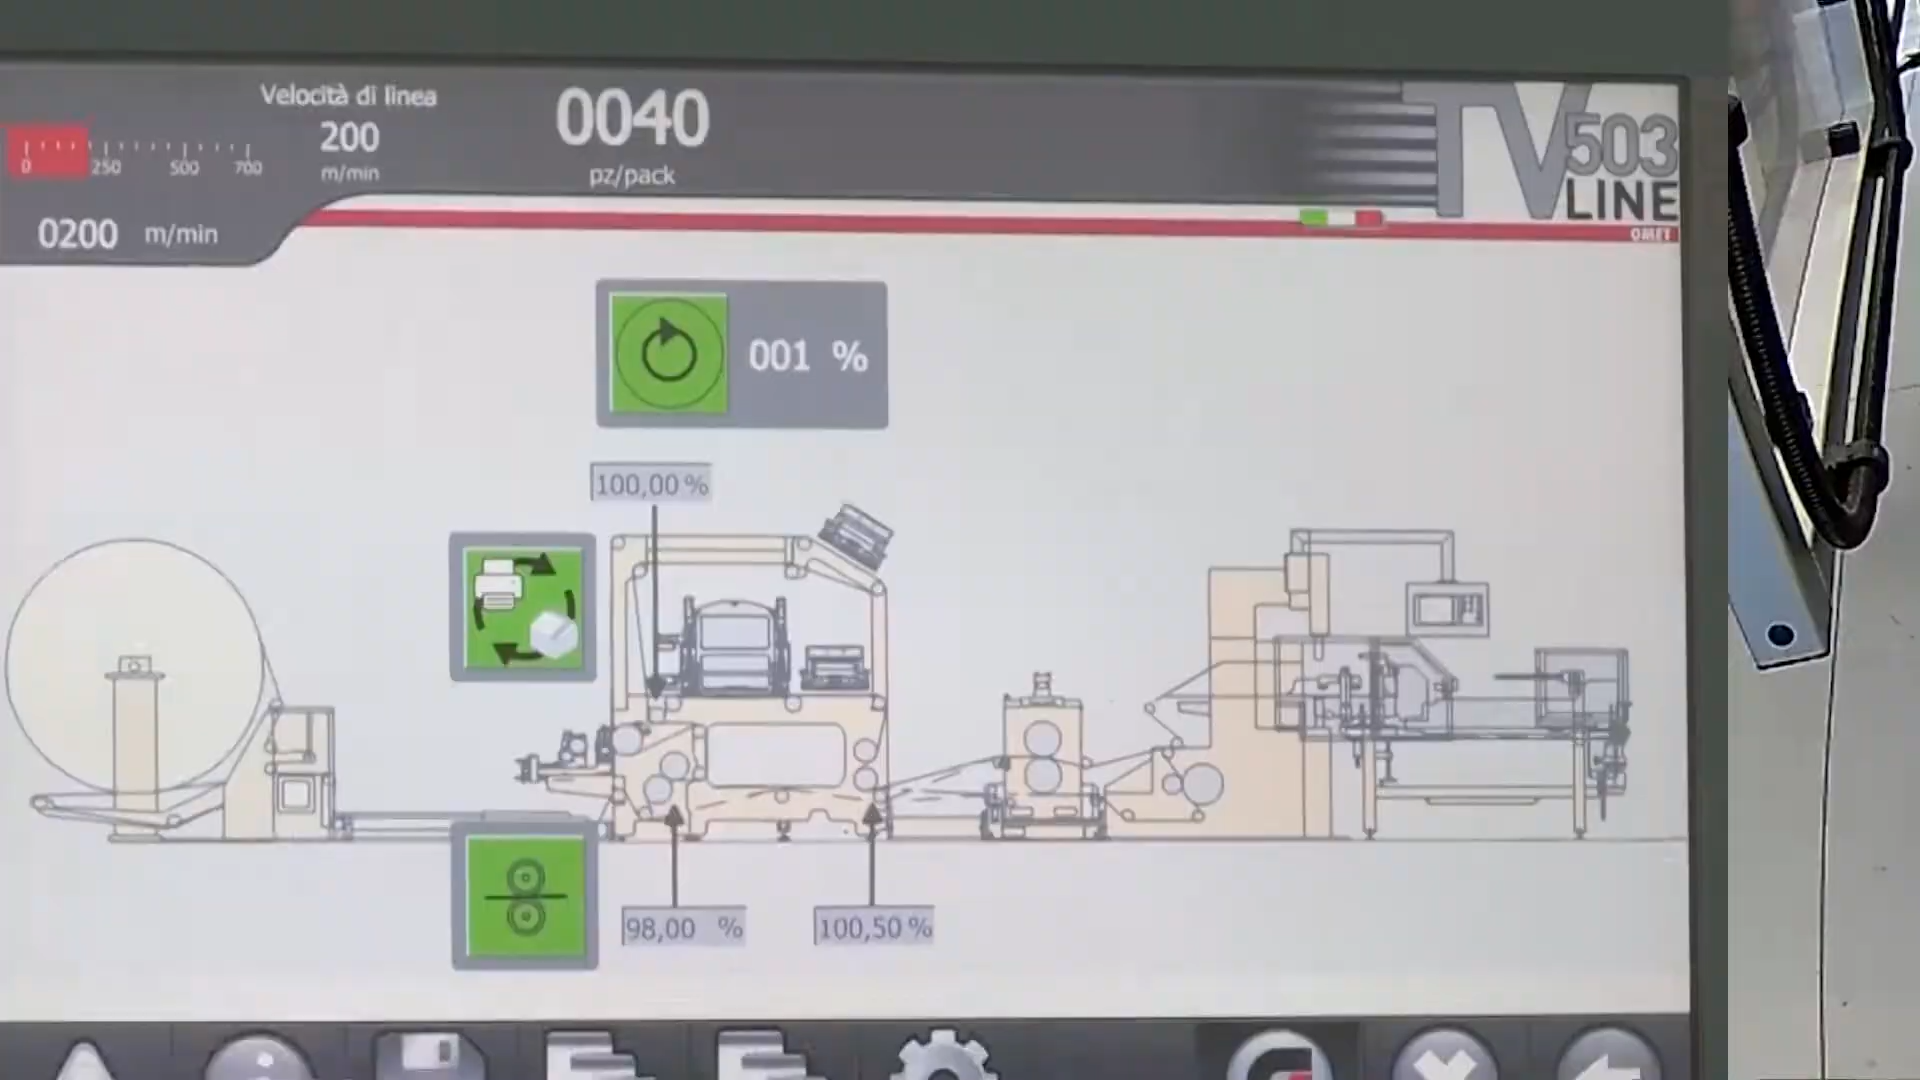 Velocità di linea
200
m/min
0 250 500 700
0200 m/min
0040
pz/pack
TV 503
LINE
OMET
001 %
100,00 %
98,00 %
100,50 %